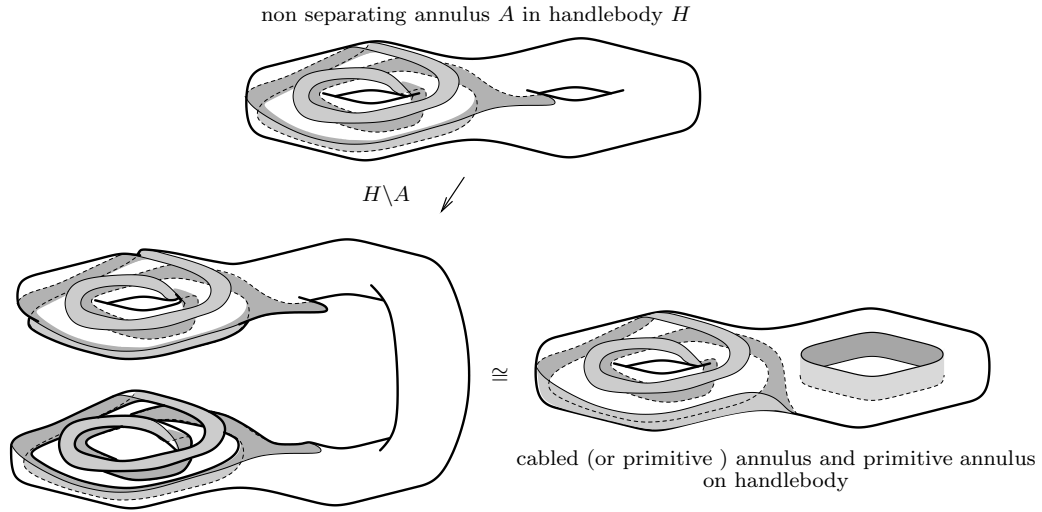 non separating annulus A in handlebody H
H\A
≅
cabled (or primitive ) annulus and primitive annulus
on handlebody